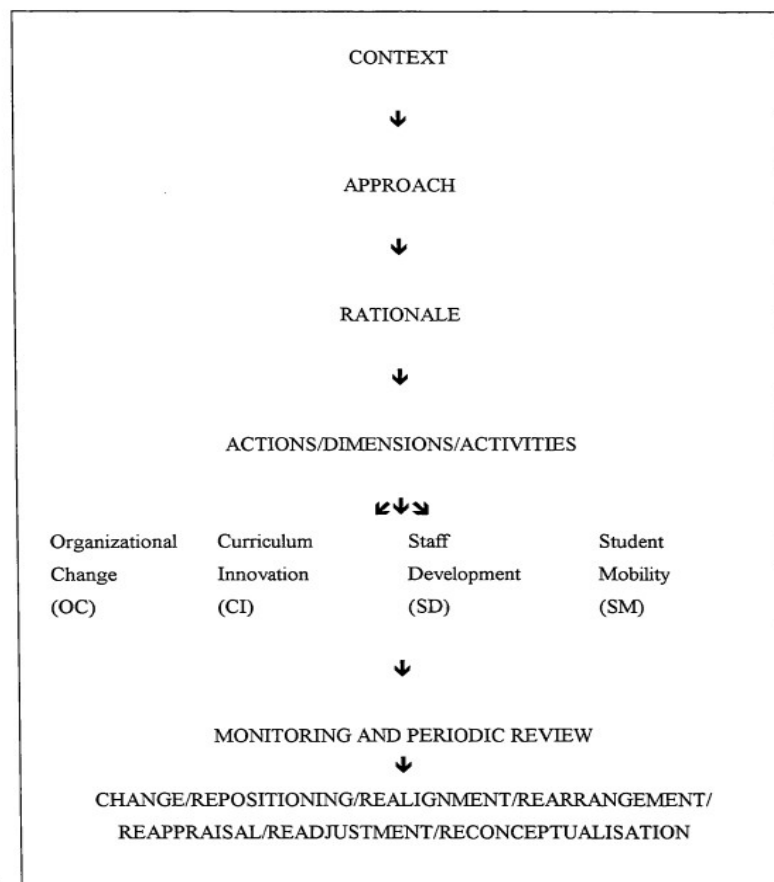 CONTEXT
APPROACH
RATIONALE
ACTIONS/DIMENSIONS/ACTIVITIES
Organizational Curriculum Staff Student
Change Innovation Development Mobility
(OC) (CI) (SD) (SM)
MONITORING AND PERIODIC REVIEW
CHANGE/REPOSITIONING/REALIGNMENT/REARRANGEMENT/
REAPPRAISAL/READJUSTMENT/RECONCEPTUALISATION